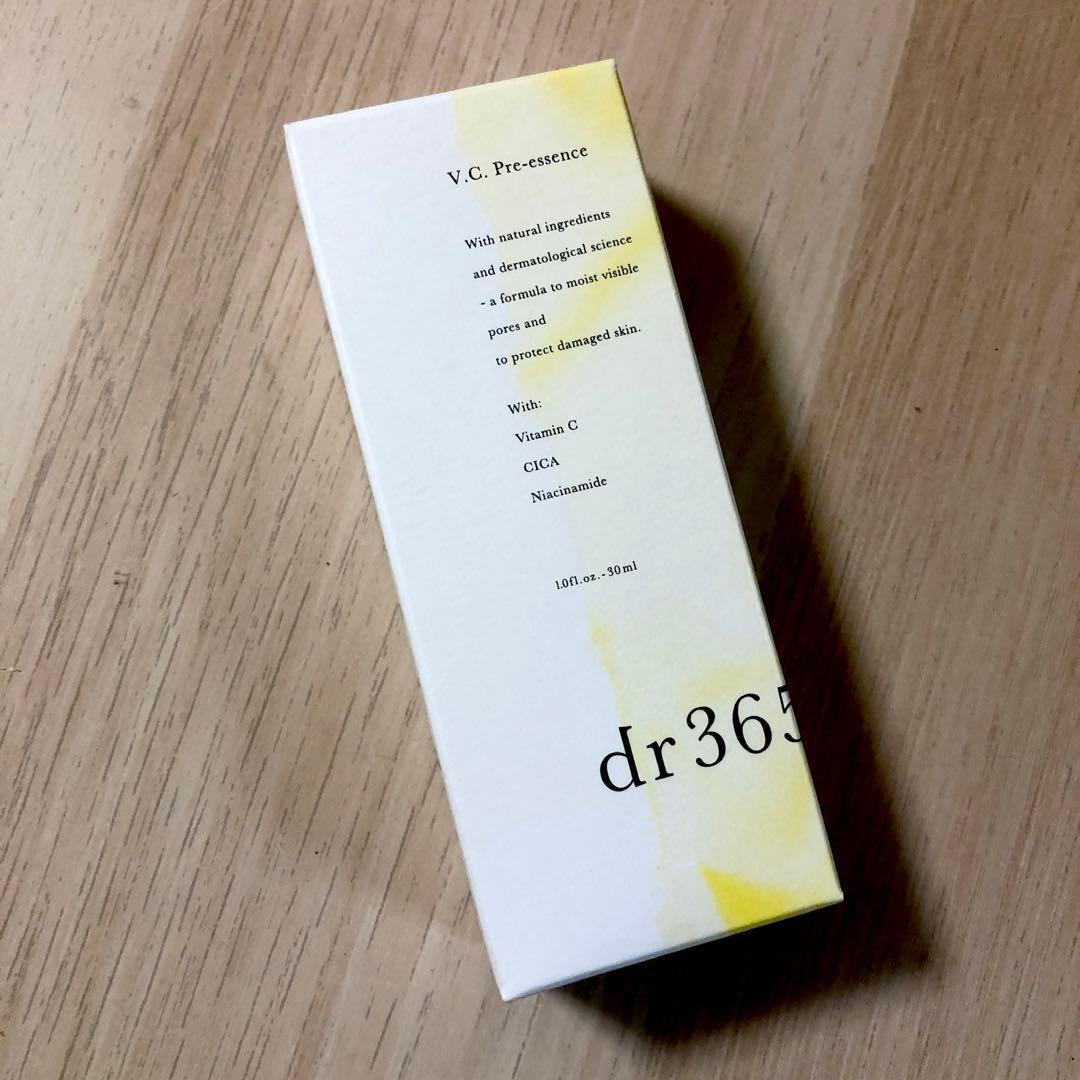 V.C. Pre-essence
With natural ingredients
and dermatological science
- a formula to moist visible
pores and
to protect damaged skin.
With:
Vitamin C
CICA
Niacinamide
1.0fl.oz.-30ml
dr365